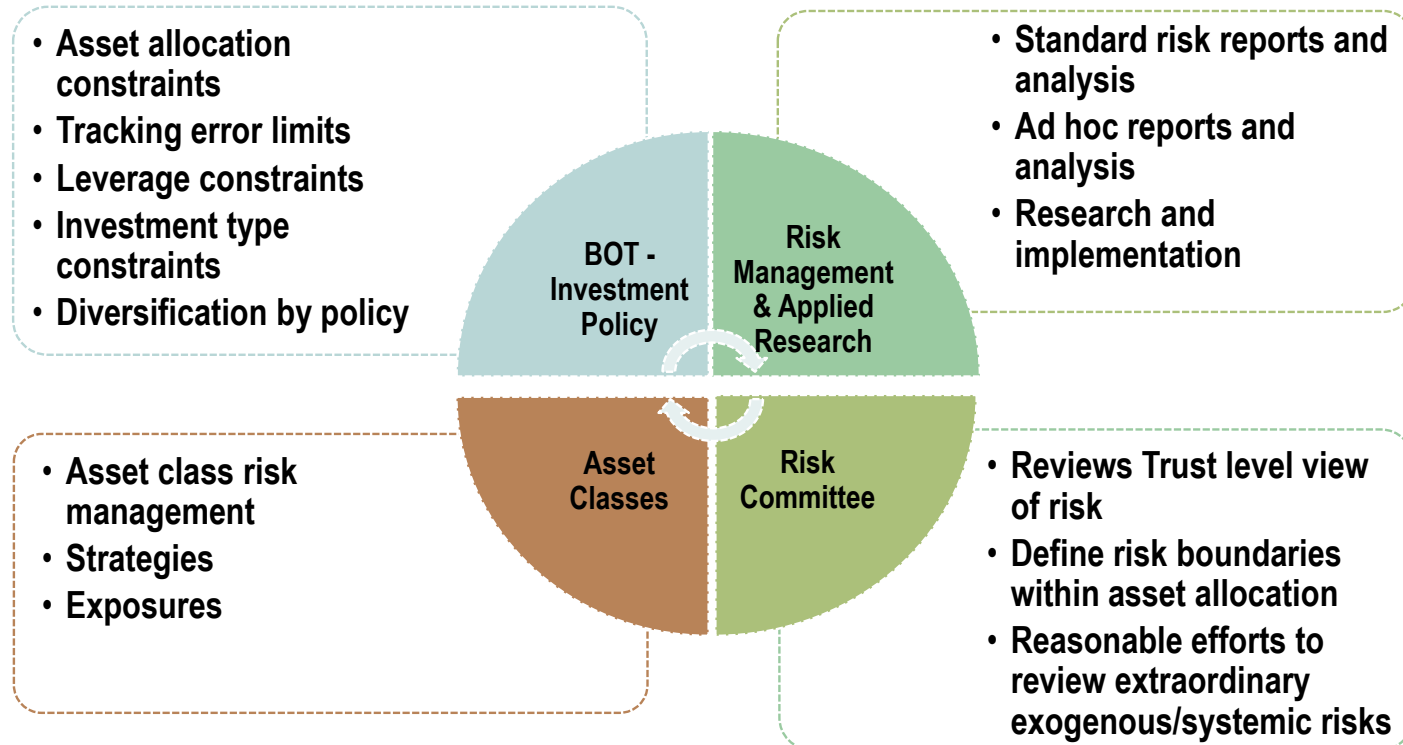 • Asset allocation
constraints
• Tracking error limits
• Leverage constraints
• Investment type
constraints
• Diversification by policy
• Standard risk reports and
analysis
• Ad hoc reports and
analysis
• Research and
implementation
BOT -
Investment
Policy
Risk
Management
& Applied
Research
Asset
Classes
Risk
Committee
• Asset class risk
management
• Strategies
• Exposures
• Reviews Trust level view
of risk
• Define risk boundaries
within asset allocation
• Reasonable efforts to
review extraordinary
exogenous/systemic risks